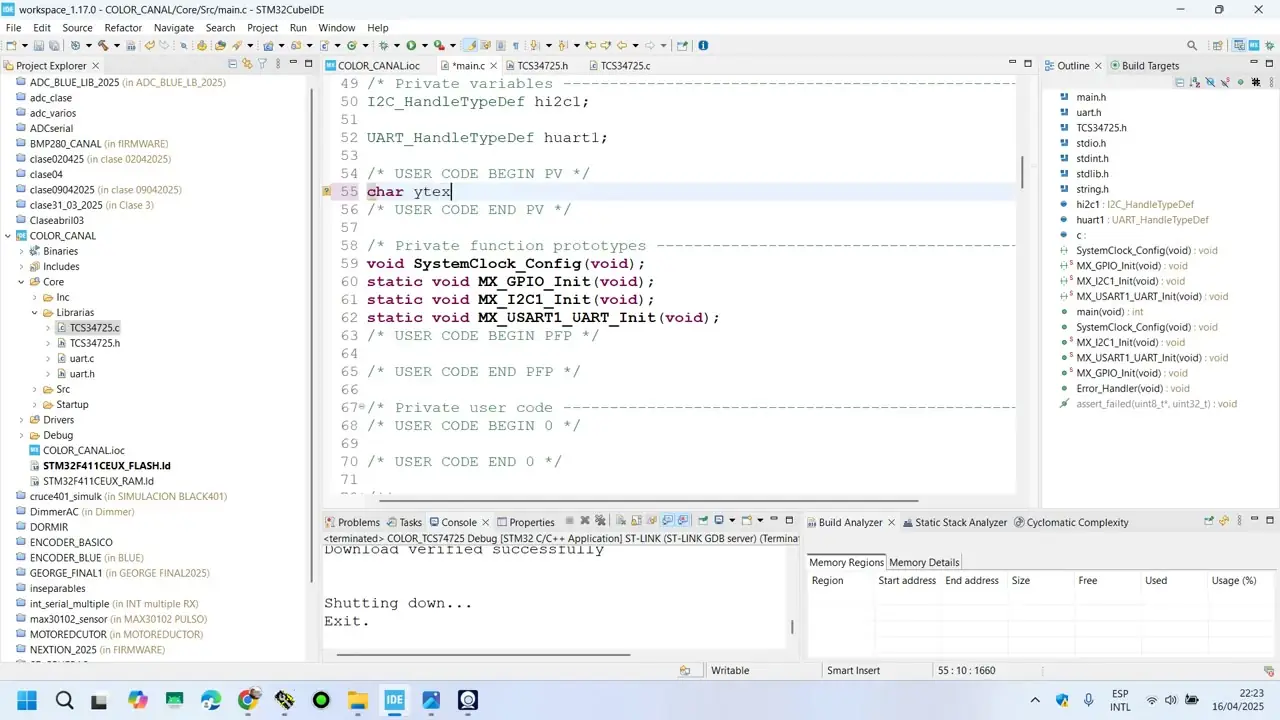 workspace_1.17.0 - COLOR_CANAL/Core/Src/main.c - STM32CubeIDE
File Edit Source Refactor Navigate Search Project Run Window Help
Project Explorer
ADC_BLUE_LIB_2025 (in ADC_BLUE_LIB_2025)
adc_clase
adc_varios
ADCserial
BMP280_CANAL (in fIRMWARE)
clase020425 (in clase 02042025)
clase04
clase09042025 (in clase 09042025)
clase31_03_2025 (in Clase 3)
Claseabril03
COLOR_CANAL
Binaries
Includes
Core
Inc
Librarias
TCS34725.c
TCS34725.h
uart.c
uart.h
Src
Startup
Drivers
Debug
COLOR_CANAL.ioc
STM32F411CEUX_FLASH.ld
STM32F411CEUX_RAM.ld
cruce401_simulk (in SIMULACION BLACK401)
DimmerAC (in Dimmer)
DORMIR
ENCODER_BASICO
ENCODER_BLUE (in BLUE)
GEORGE_FINAL1 (in GEORGE FINAL2025)
inseparables
int_serial_multiple (in INT multiple RX)
max30102_sensor (in MAX30102 PULSO)
MOTOREDCUTOR (in MOTOREDUCTOR)
NEXTION_2025 (in FIRMWARE)
COLOR_CANAL.ioc *main.c TCS34725.h TCS34725.c
49 /* Private variables ---------------------------------------------------------
50 I2C_HandleTypeDef hi2c1;
51
52 UART_HandleTypeDef huart1;
53
54 /* USER CODE BEGIN PV */
55 char ytex
56 /* USER CODE END PV */
57
58 /* Private function prototypes -----------------------------------------------
59 void SystemClock_Config(void);
60 static void MX_GPIO_Init(void);
61 static void MX_I2C1_Init(void);
62 static void MX_USART1_UART_Init(void);
63 /* USER CODE BEGIN PFP */
64
65 /* USER CODE END PFP */
66
67 /* Private user code ---------------------------------------------------------
68 /* USER CODE BEGIN 0 */
69
70 /* USER CODE END 0 */
71
Outline Build Targets
main.h
uart.h
TCS34725.h
stdio.h
stdint.h
stdlib.h
string.h
hi2c1 : I2C_HandleTypeDef
huart1 : UART_HandleTypeDef
c :
SystemClock_Config(void) : void
MX_GPIO_Init(void) : void
MX_I2C1_Init(void) : void
MX_USART1_UART_Init(void) : void
main(void) : int
SystemClock_Config(void) : void
MX_I2C1_Init(void) : void
MX_USART1_UART_Init(void) : void
MX_GPIO_Init(void) : void
Error_Handler(void) : void
assert_failed(uint8_t*, uint32_t) : void
Problems Tasks Console Properties
<terminated> COLOR_TCS74725 Debug [STM32 C/C++ Application] ST-LINK (ST-LINK GDB server) (Termina
Download verified successfully
Shutting down...
Exit.
Build Analyzer Static Stack Analyzer Cyclomatic Complexity
Memory Regions Memory Details
Region Start address End address Size Free Used Usage (%)
Writable Smart Insert 55 : 10 : 1660
IDE
ESP
INTL
22:23
16/04/2025